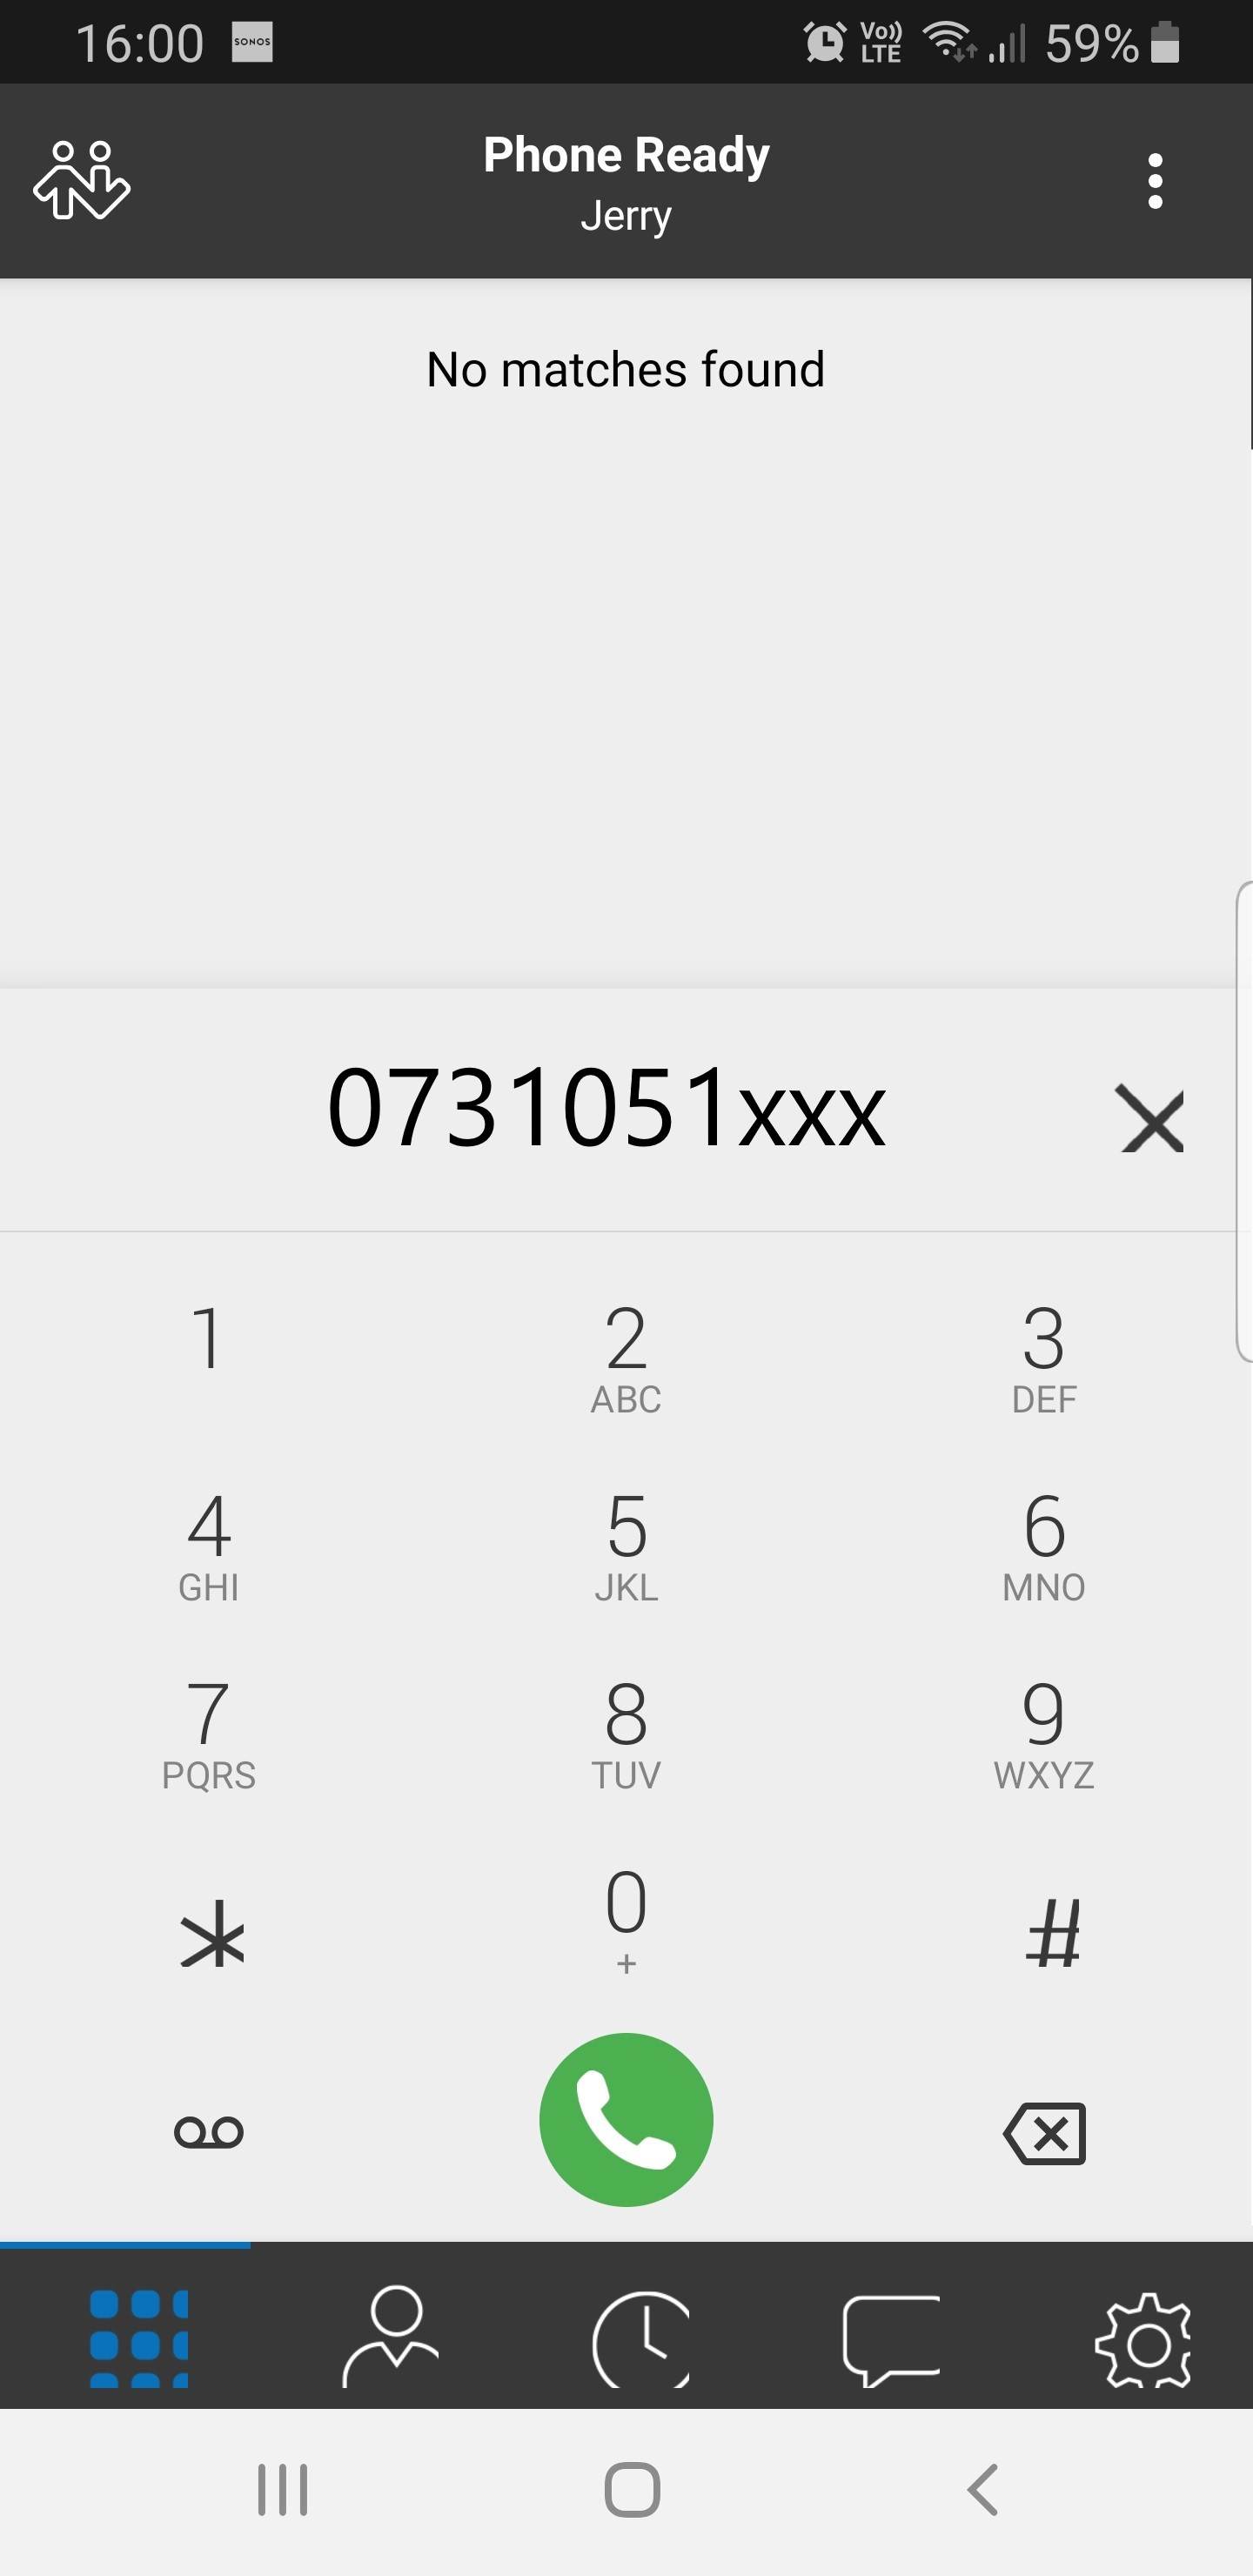 16:00 SONOS Vo)) LTE 59%
Phone Ready
Jerry
No matches found
0731051xxx
1 2 3
ABC DEF
4 5 6
GHI JKL MNO
7 8 9
PQRS TUV WXYZ
* 0 #
+